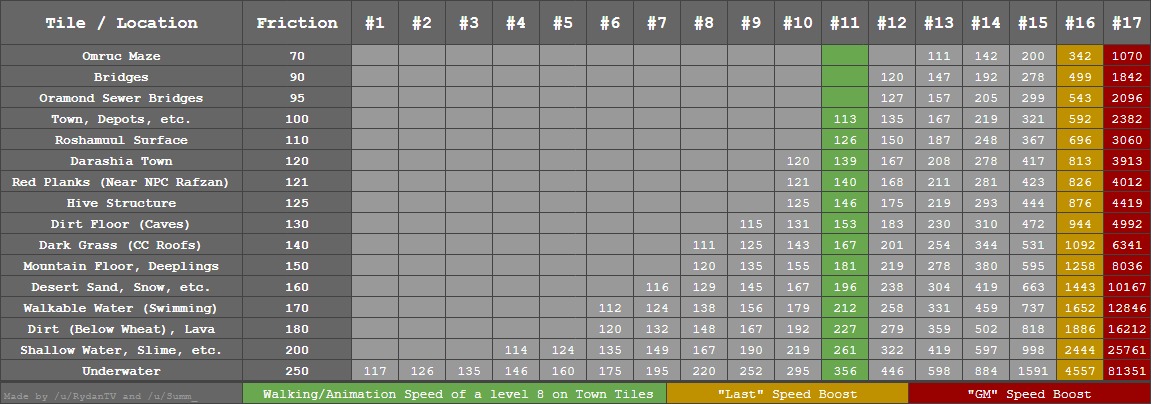 Tile / Location Friction #1 #2 #3 #4 #5 #6 #7 #8 #9 #10 #11 #12 #13 #14 #15 #16 #17
Omruc Maze 70 111 142 200 342 1070
Bridges 90 120 147 192 278 499 1842
Oramond Sewer Bridges 95 127 157 205 299 543 2096
Town, Depots, etc. 100 113 135 167 219 321 592 2382
Roshamuul Surface 110 126 150 187 248 367 696 3060
Darashia Town 120 120 139 167 208 278 417 813 3913
Red Planks (Near NPC Rafzan) 121 121 140 168 211 281 423 826 4012
Hive Structure 125 125 146 175 219 293 444 876 4419
Dirt Floor (Caves) 130 115 131 153 183 230 310 472 944 4992
Dark Grass (CC Roofs) 140 111 125 143 167 201 254 344 531 1092 6341
Mountain Floor, Deeplings 150 120 135 155 181 219 278 380 595 1258 8036
Desert Sand, Snow, etc. 160 116 129 145 167 196 238 304 419 663 1443 10167
Walkable Water (Swimming) 170 112 124 138 156 179 212 258 331 459 737 1652 12846
Dirt (Below Wheat), Lava 180 120 132 148 167 192 227 279 359 502 818 1886 16212
Shallow Water, Slime, etc. 200 114 124 135 149 167 190 219 261 322 419 597 998 2444 25761
Underwater 250 117 126 135 146 160 175 195 220 252 295 356 446 598 884 1591 4557 81351
Made by /u/RydanTV and /u/Summ_ Walking/Animation Speed of a level 8 on Town Tiles "Last" Speed Boost "GM" Speed Boost